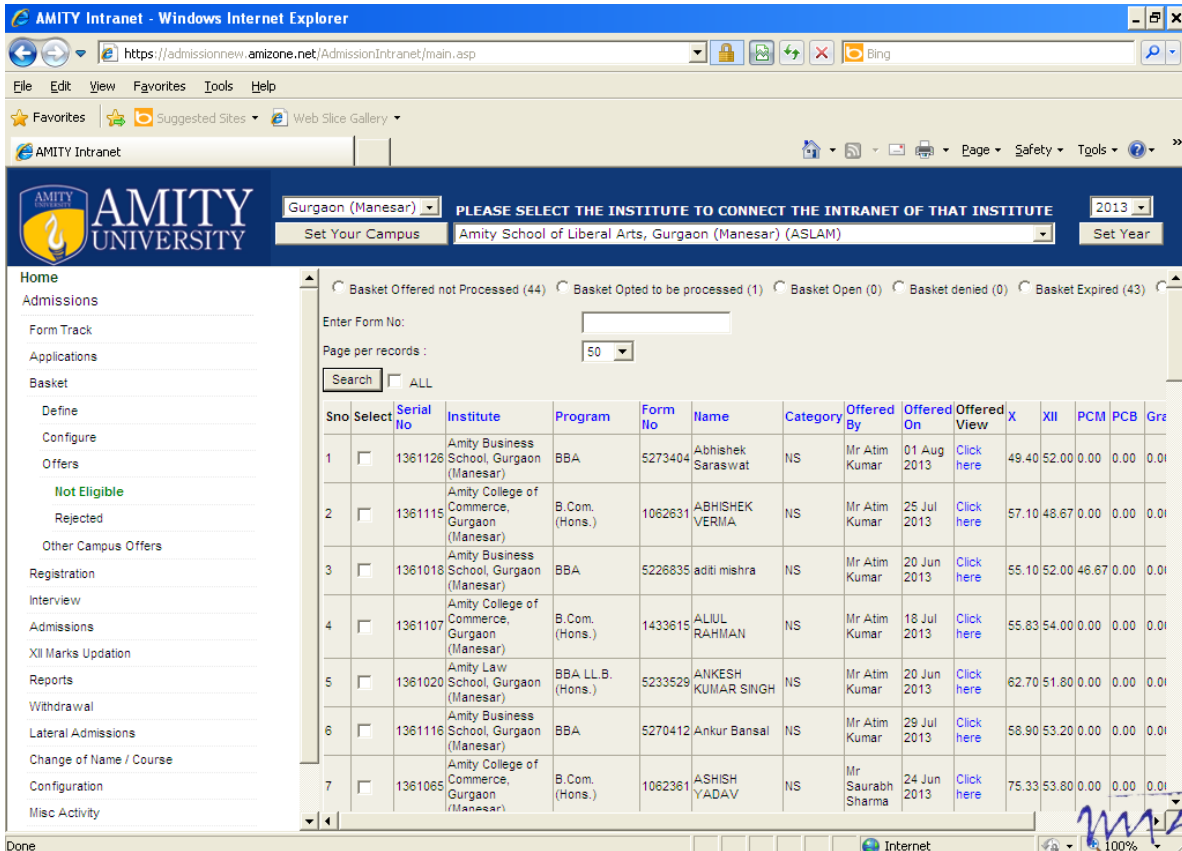 AMITY Intranet - Windows Internet Explorer
https://admissionnew.amizone.net/AdmissionIntranet/main.asp
Bing
File Edit View Favorites Tools Help
Favorites Suggested Sites Web Slice Gallery
AMITY Intranet
Page Safety Tools
AMITY UNIVERSITY
AMITY
UNIVERSITY
Gurgaon (Manesar) PLEASE SELECT THE INSTITUTE TO CONNECT THE INTRANET OF THAT INSTITUTE 2013
Set Your Campus Amity School of Liberal Arts, Gurgaon (Manesar) (ASLAM) Set Year
Home
Admissions
Form Track
Applications
Basket
Define
Configure
Offers
Not Eligible
Rejected
Other Campus Offers
Registration
Interview
Admissions
XII Marks Updation
Reports
Withdrawal
Lateral Admissions
Change of Name / Course
Configuration
Misc Activity
Basket Offered not Processed (44) Basket Opted to be processed (1) Basket Open (0) Basket denied (0) Basket Expired (43)
Enter Form No:
Page per records : 50
Search ALL
Sno Select Serial No Institute Program Form No Name Category Offered By Offered On Offered View X XII PCM PCB Gra
1 1361126 Amity Business School, Gurgaon (Manesar) BBA 5273404 Abhishek Saraswat NS Mr Atim Kumar 01 Aug 2013 Click here 49.40 52.00 0.00 0.00 0.00
2 1361115 Amity College of Commerce, Gurgaon (Manesar) B.Com. (Hons.) 1062631 ABHISHEK VERMA NS Mr Atim Kumar 25 Jul 2013 Click here 57.10 48.67 0.00 0.00 0.00
3 1361018 Amity Business School, Gurgaon (Manesar) BBA 5226835 aditi mishra NS Mr Atim Kumar 20 Jun 2013 Click here 55.10 52.00 46.67 0.00 0.00
4 1361107 Amity College of Commerce, Gurgaon (Manesar) B.Com. (Hons.) 1433615 ALIUL RAHMAN NS Mr Atim Kumar 18 Jul 2013 Click here 55.83 54.00 0.00 0.00 0.00
5 1361020 Amity Law School, Gurgaon (Manesar) BBA LL.B. (Hons.) 5233529 ANKESH KUMAR SINGH NS Mr Atim Kumar 20 Jun 2013 Click here 62.70 51.80 0.00 0.00 0.00
6 1361116 Amity Business School, Gurgaon (Manesar) BBA 5270412 Ankur Bansal NS Mr Atim Kumar 29 Jul 2013 Click here 58.90 53.20 0.00 0.00 0.00
7 1361065 Amity College of Commerce, Gurgaon (Manesar) B.Com. (Hons.) 1062361 ASHISH YADAV NS Mr Saurabh Sharma 24 Jun 2013 Click here 75.33 53.80 0.00 0.00 0.00
Done Internet 100%